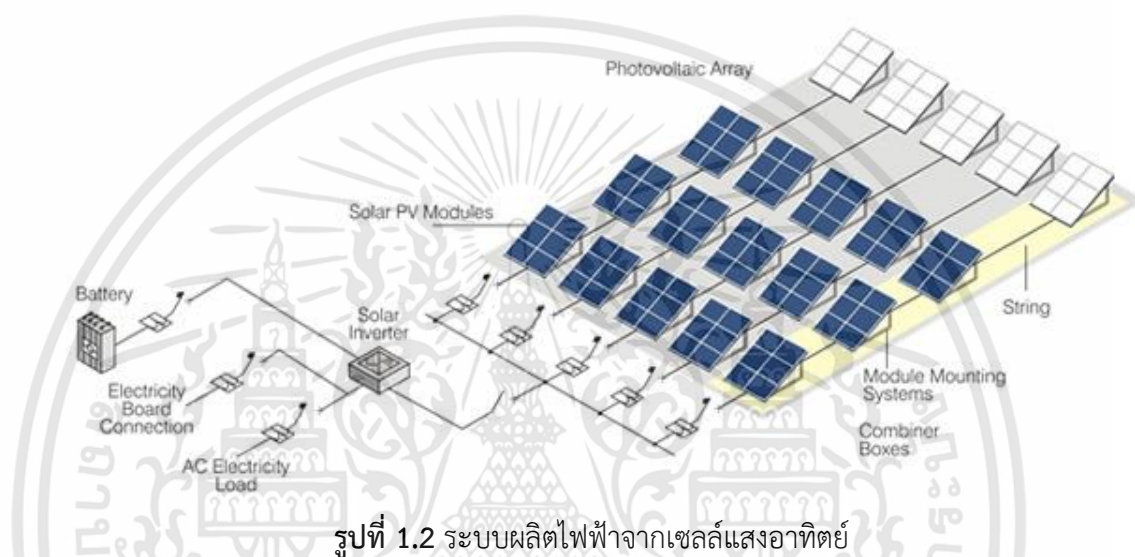 Photovoltaic Array
Solar PV Modules
Battery
Solar
Inverter
String
Electricity
Board
Connection
Module Mounting
Systems
AC Electricity
Load
Combiner
Boxes
รูปที่ 1.2 ระบบผลิตไฟฟ้าจากเซลล์แสงอาทิตย์